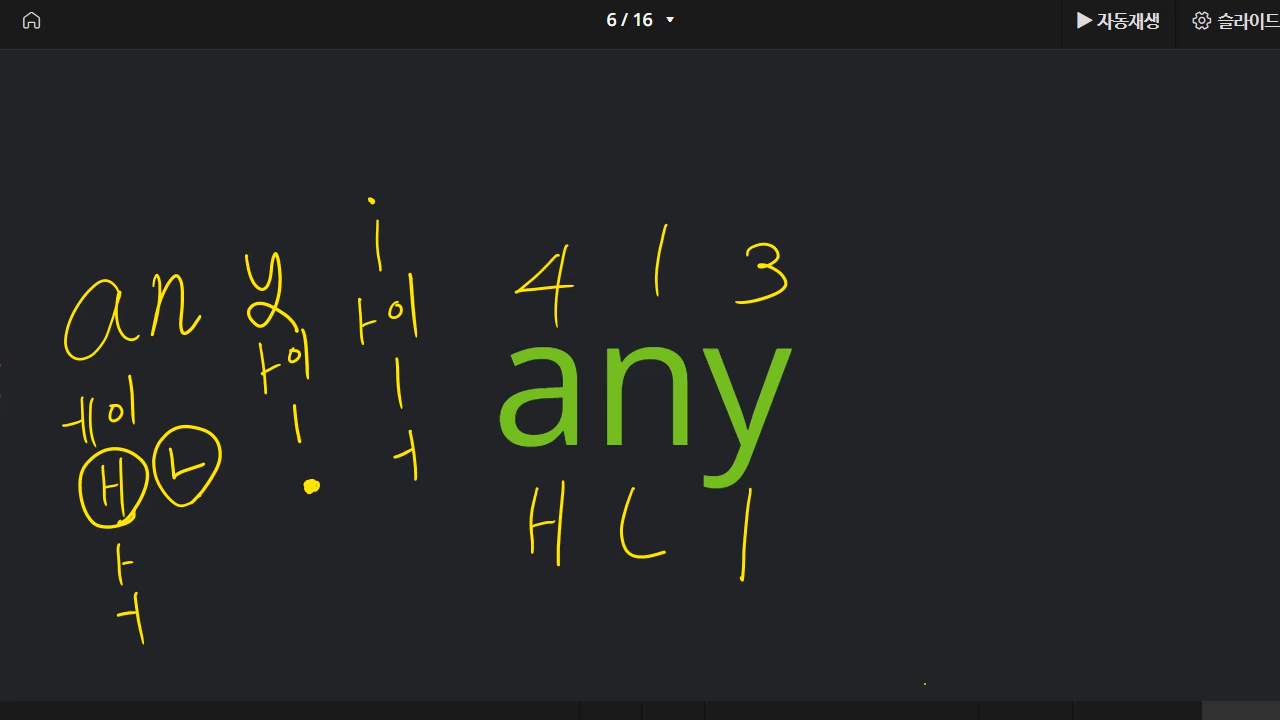 6 / 16 ▼ ▶ 자동재생 슬라이드
4 1 3
any
any
ㅐ ㄴ ㅣ
i
ㅏ이
ㅣ
ㅓ
ㅏ이
ㅣ
ㅔ이
ㅐ ㄴ
ㅏ
ㅓ